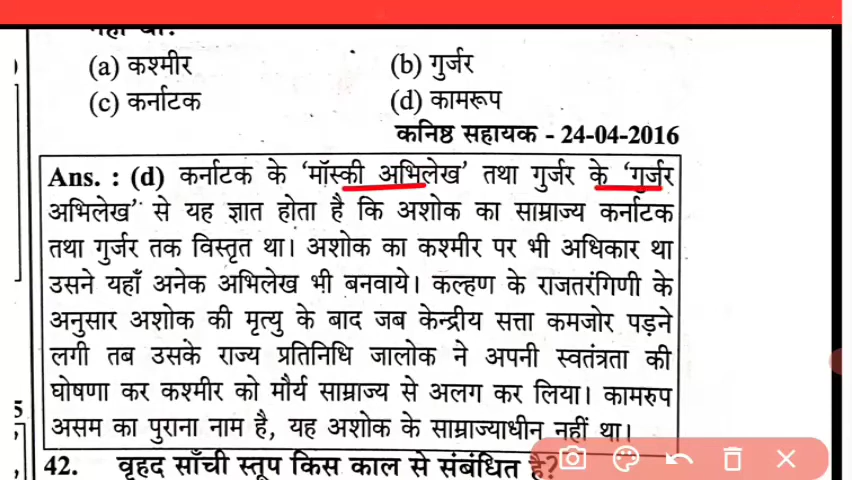 (a) कश्मीर (b) गुर्जर
(c) कर्नाटक (d) कामरूप
कनिष्ठ सहायक - 24-04-2016
Ans. : (d) कर्नाटक के ‘मॉस्की अभिलेख’ तथा गुर्जर के ‘गुर्जर
अभिलेख’ से यह ज्ञात होता है कि अशोक का साम्राज्य कर्नाटक
तथा गुर्जर तक विस्तृत था। अशोक का कश्मीर पर भी अधिकार था
उसने यहाँ अनेक अभिलेख भी बनवाये। कल्हण के राजतरंगिणी के
अनुसार अशोक की मृत्यु के बाद जब केन्द्रीय सत्ता कमजोर पड़ने
लगी तब उसके राज्य प्रतिनिधि जालोक ने अपनी स्वतंत्रता की
घोषणा कर कश्मीर को मौर्य साम्राज्य से अलग कर लिया। कामरुप
असम का पुराना नाम है, यह अशोक के साम्राज्याधीन नहीं था।
42. वृहद साँची स्तूप किस काल से संबंधित है?